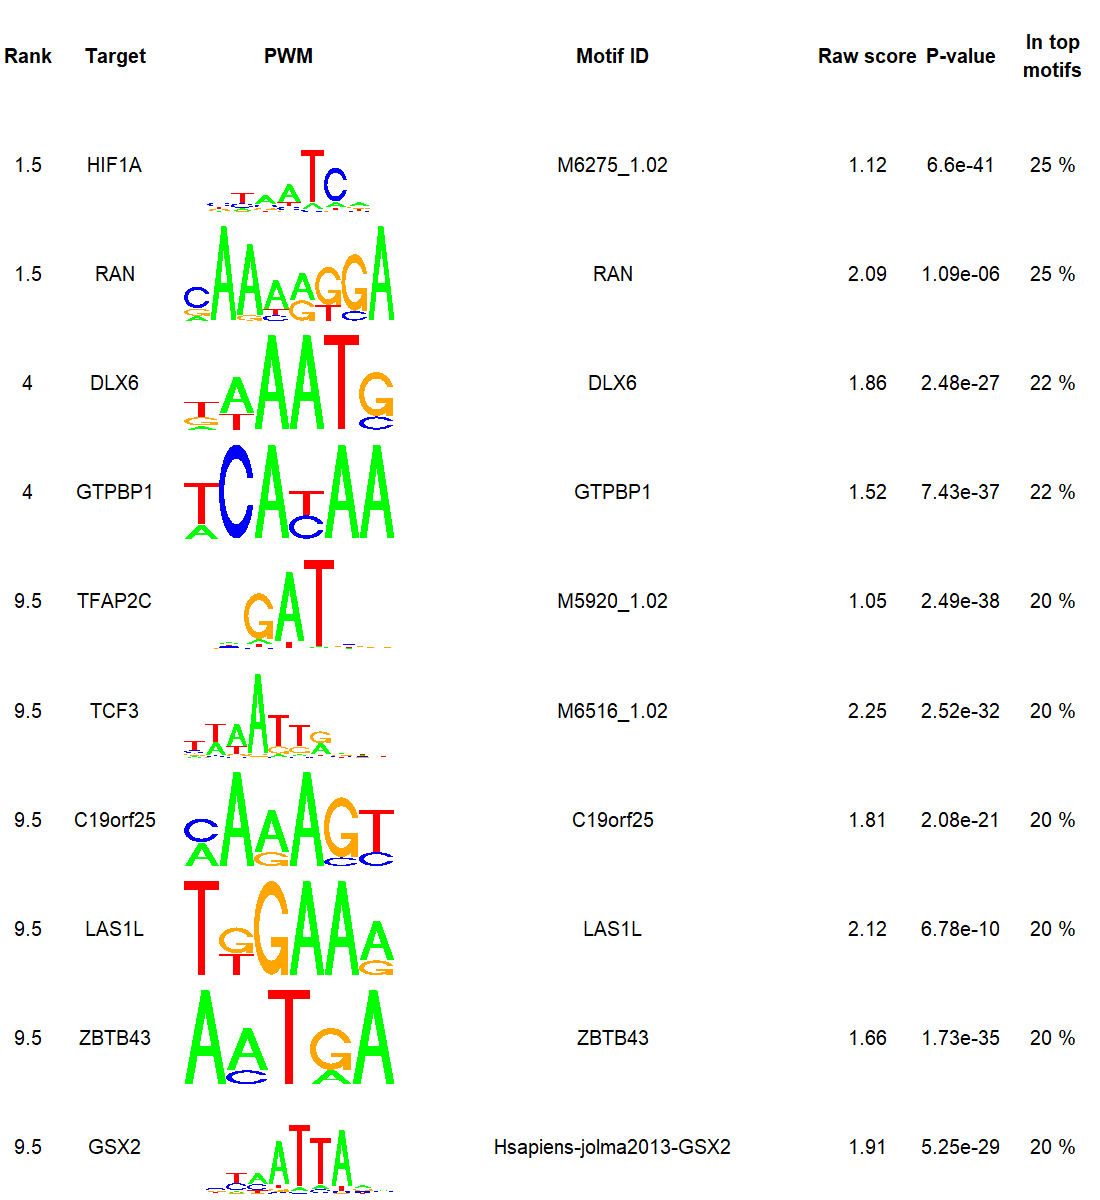 Rank Target PWM Motif ID Raw score P-value In top motifs
1.5 HIF1A M6275_1.02 1.12 6.6e-41 25 %
1.5 RAN RAN 2.09 1.09e-06 25 %
4 DLX6 DLX6 1.86 2.48e-27 22 %
4 GTPBP1 GTPBP1 1.52 7.43e-37 22 %
9.5 TFAP2C M5920_1.02 1.05 2.49e-38 20 %
9.5 TCF3 M6516_1.02 2.25 2.52e-32 20 %
9.5 C19orf25 C19orf25 1.81 2.08e-21 20 %
9.5 LAS1L LAS1L 2.12 6.78e-10 20 %
9.5 ZBTB43 ZBTB43 1.66 1.73e-35 20 %
9.5 GSX2 Hsapiens-jolma2013-GSX2 1.91 5.25e-29 20 %